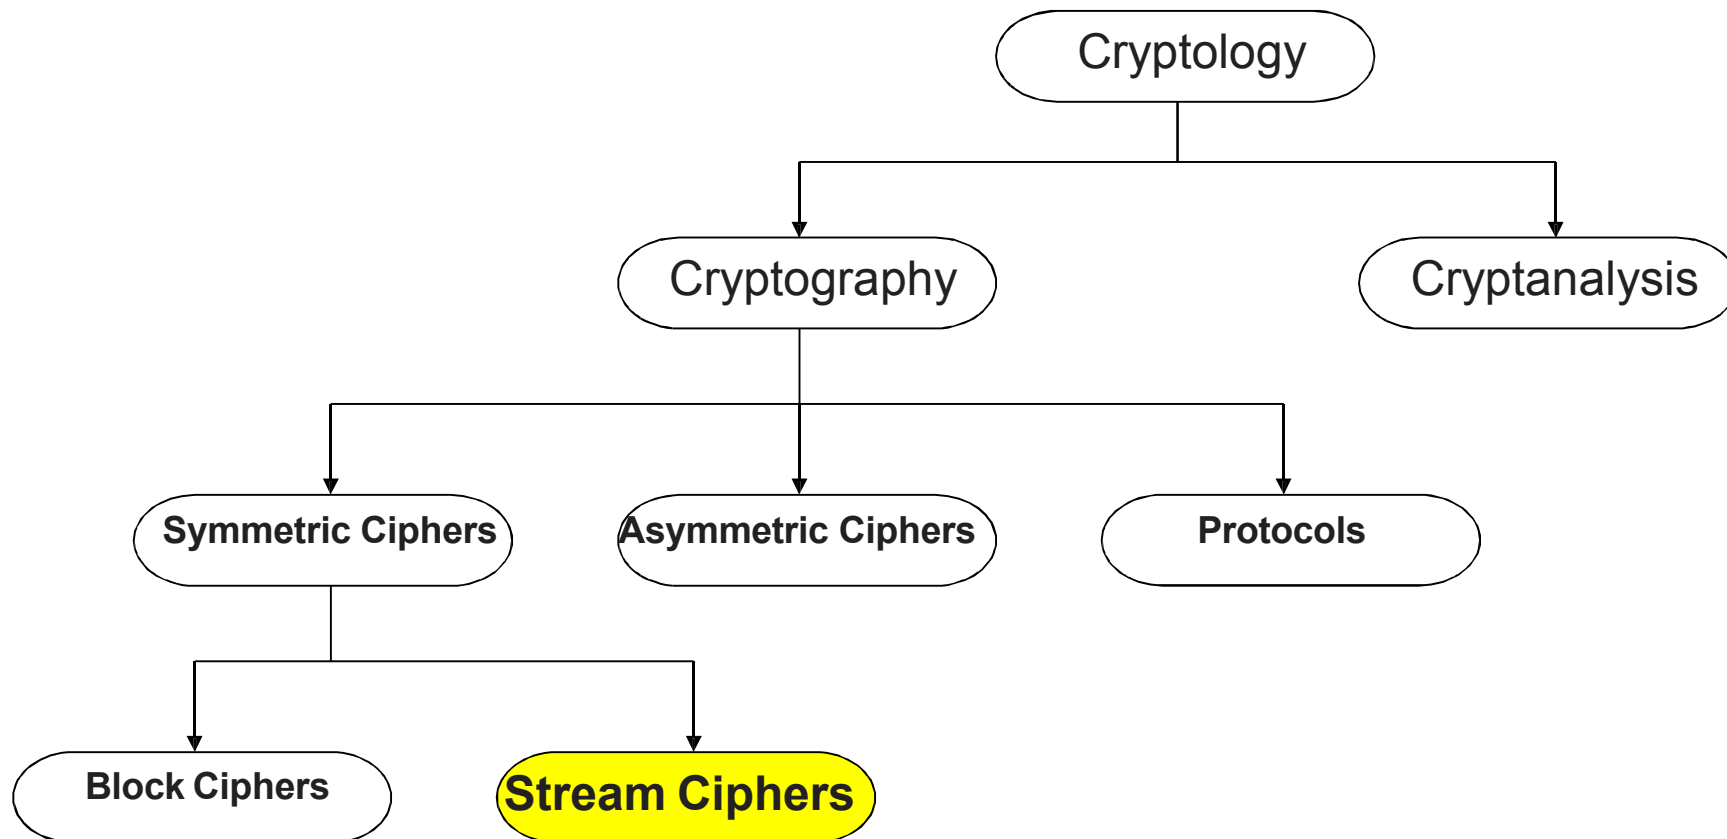 Cryptology
Cryptography
Cryptanalysis
Symmetric Ciphers
Asymmetric Ciphers
Protocols
Block Ciphers
Stream Ciphers